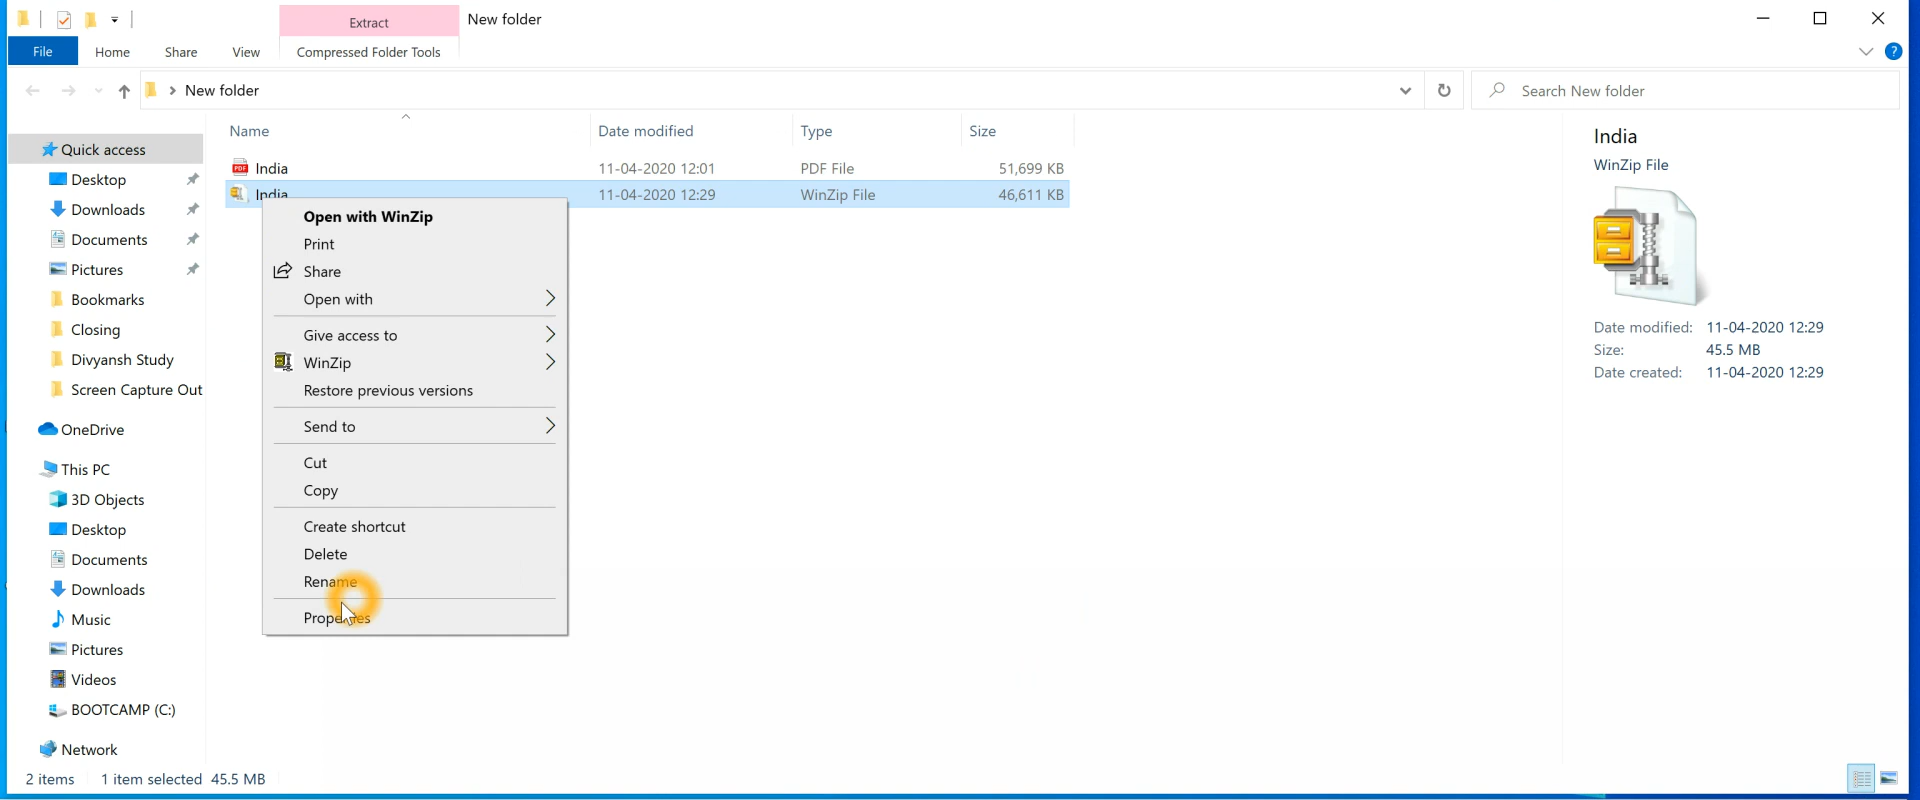 Extract
New folder
File
Home
Share
View
Compressed Folder Tools
?
New folder
Search New folder
Name
Date modified
Type
Size
PDF
India
11-04-2020 12:01
PDF File
51,699 KB
India
11-04-2020 12:29
WinZip File
46,611 KB
Quick access
Desktop
Downloads
Documents
Pictures
Bookmarks
Closing
Divyansh Study
Screen Capture Out
OneDrive
This PC
3D Objects
Desktop
Documents
Downloads
Music
Pictures
Videos
BOOTCAMP (C:)
Network
Open with WinZip
Print
Share
Open with
Give access to
WinZip
Restore previous versions
Send to
Cut
Copy
Create shortcut
Delete
Rename
Properties
India
WinZip File
Date modified: 11-04-2020 12:29
Size: 45.5 MB
Date created: 11-04-2020 12:29
2 items
1 item selected 45.5 MB